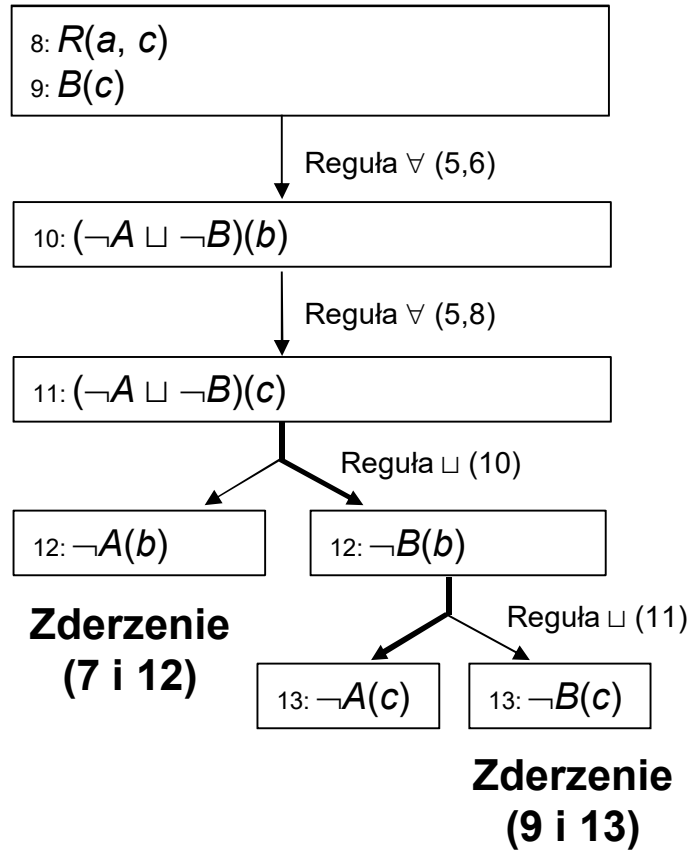 8: R(a, c)
9: B(c)
Reguła ∀ (5,6)
10: (¬A ⊔ ¬B)(b)
Reguła ∀ (5,8)
11: (¬A ⊔ ¬B)(c)
Reguła ⊔ (10)
12: ¬A(b)
12: ¬B(b)
Zderzenie
(7 i 12)
Reguła ⊔ (11)
13: ¬A(c)
13: ¬B(c)
Zderzenie
(9 i 13)